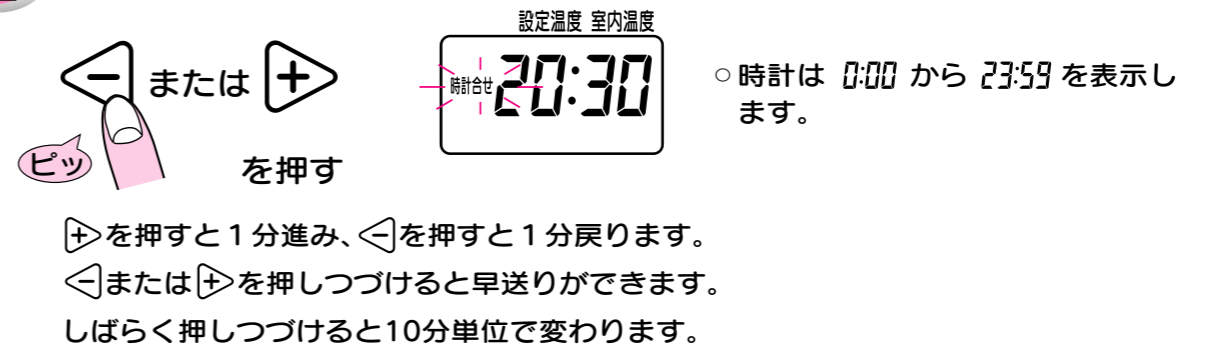 設定温度 室内温度
− または +
時計合せ 20:30
ピッ
を押す
○時計は 0:00 から 23:59 を表示し
ます。
+を押すと1分進み、−を押すと1分戻ります。
−または+を押しつづけると早送りができます。
しばらく押しつづけると10分単位で変わります。